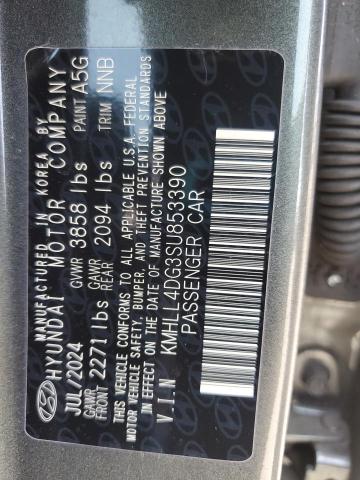 MANUFACTURED IN KOREA BY
HYUNDAI MOTOR COMPANY
JUL/2024 GVWR 3858 lbs PAINT A5G
GAWR FRONT 2271 lbs GAWR REAR 2094 lbs TRIM NNB
THIS VEHICLE CONFORMS TO ALL APPLICABLE U.S.A. FEDERAL
MOTOR VEHICLE SAFETY, BUMPER, AND THEFT PREVENTION STANDARDS
IN EFFECT ON THE DATE OF MANUFACTURE SHOWN ABOVE
V.I.N KMHLL4DG3SU853390
PASSENGER CAR